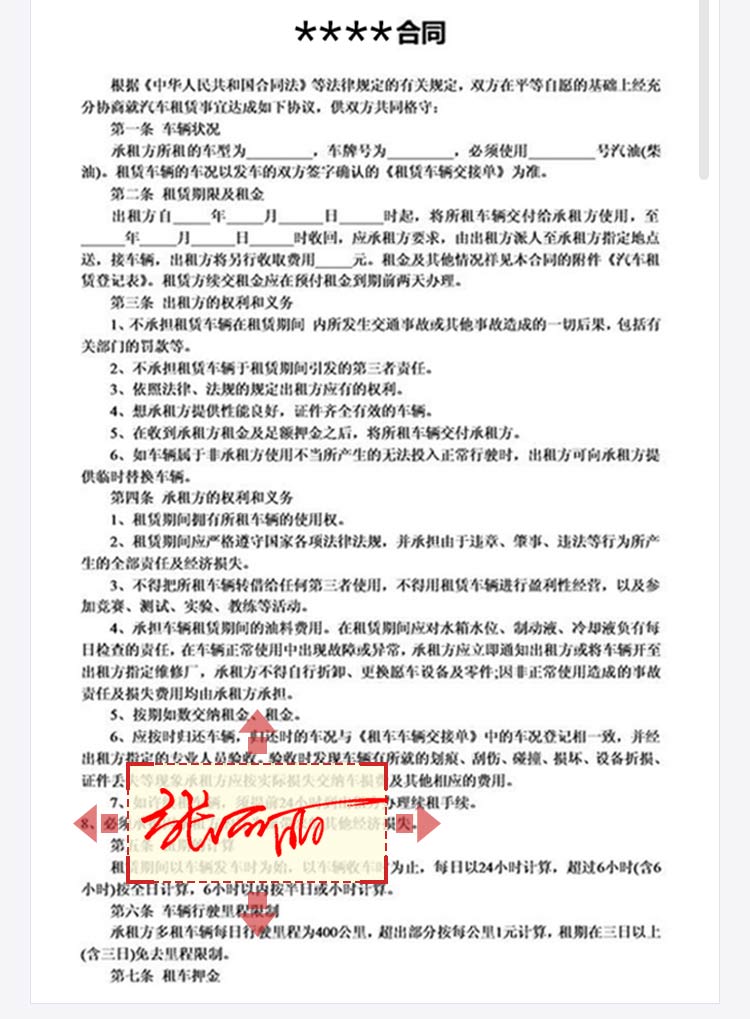 ****合同
根据《中华人民共和国合同法》等法律规定的有关规定，双方在平等自愿的基础上经充
分协商就汽车租赁事宜达成如下协议，供双方共同格守：
第一条 车辆状况
承租方所租的车型为________，车牌号为________，必须使用________号汽油(柴
油)。租赁车辆的车况以发车的双方签字确认的《租赁车辆交接单》为准。
第二条 租赁期限及租金
出租方自____年____月_____日_____时起，将所租车辆交付给承租方使用，至
_____年____月_____日_____时收回，应承租方要求，由出租方派人至承租方指定地点
送，接车辆，出租方将另行收取费用____元。租金及其他情况详见本合同的附件《汽车租
赁登记表》。租赁方续交租金应在预付租金到期前两天办理。
第三条 出租方的权利和义务
1、不承担租赁车辆在租赁期间 内所发生交通事故或其他事故造成的一切后果，包括有
关部门的罚款等。
2、不承担租赁车辆于租赁期间引发的第三者责任。
3、依照法律、法规的规定出租方应有的权利。
4、想承租方提供性能良好，证件齐全有效的车辆。
5、在收到承租方租金及足额押金之后，将所租车辆交付承租方。
6、如车辆属于非承租方使用不当所产生的无法投入正常行驶时，出租方可向承租方提
供临时替换车辆。
第四条 承租方的权利和义务
1、租赁期间拥有所租车辆的使用权。
2、租赁期间应严格遵守国家各项法律法规，并承担由于违章、肇事、违法等行为所产
生的全部责任及经济损失。
3、不得把所租车辆转借给任何第三者使用，不得用租赁车辆进行盈利性经营，以及参
加竞赛、测试、实验、教练等活动。
4、承担车辆租赁期间的油料费用。在租赁期间应对水箱水位、制动液、冷却液负有每
日检查的责任，在车辆正常使用中出现故障或异常，承租方应立即通知出租方或将车辆开至
出租方指定维修厂，承租方不得自行折卸、更换愿车设备及零件;因非正常使用造成的事故
责任及损失费用均由承租方承担。
5、按期如数交纳租金、租金。
6、应按时归还车辆，归还时的车况与《租车车辆交接单》中的车况登记相一致，并经
出租方指定的专业人员验收。验收时发现车辆有所就的划痕、刮伤、碰撞、损坏、设备折损、
证件丢失等现象承租方应按实际损失交纳车损费及其他相应的费用。
7、如许续租车辆，须提前24小时到出租方办理续租手续。
8、必须 其他经济损失。
第五条 的计算
租赁期间以车辆发车时为始，以车辆收车时为止，每日以24小时计算，超过6小时(含6
小时)按全日计算，6小时以内按半日或小时计算。
第六条 车辆行驶里程限制
承租方多租车辆每日行驶里程为400公里，超出部分按每公里1元计算，租期在三日以上
(含三日)免去里程限制。
第七条 租车押金